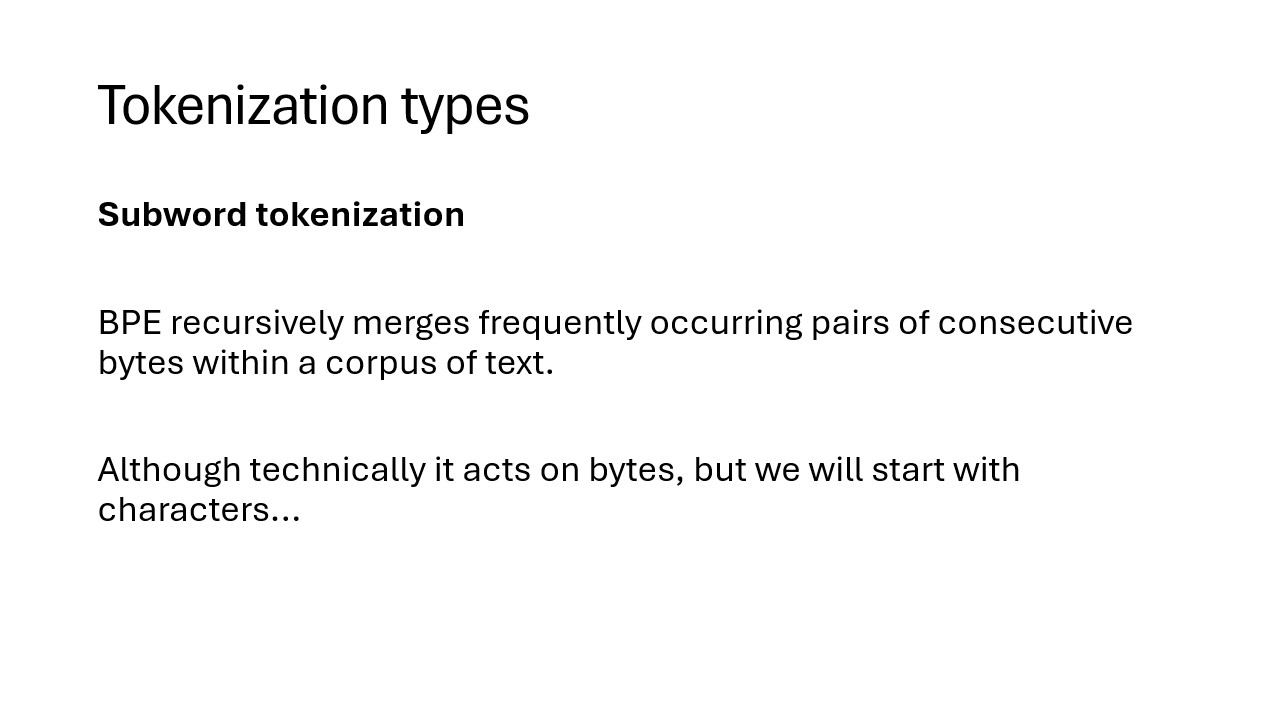 Tokenization types
Subword tokenization
BPE recursively merges frequently occurring pairs of consecutive
bytes within a corpus of text.
Although technically it acts on bytes, but we will start with
characters...